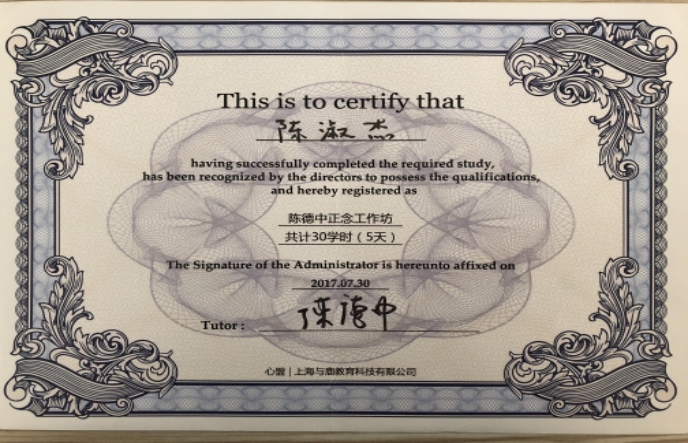 This is to certify that
陈淑杰
having successfully completed the required study,
has been recognized by the directors to possess the qualifications,
and hereby registered as
陈德中正念工作坊
共计30学时（5天）
The Signature of the Administrator is hereunto affixed on
2017.07.30
Tutor : 陈德中
心盟 | 上海与鹿教育科技有限公司